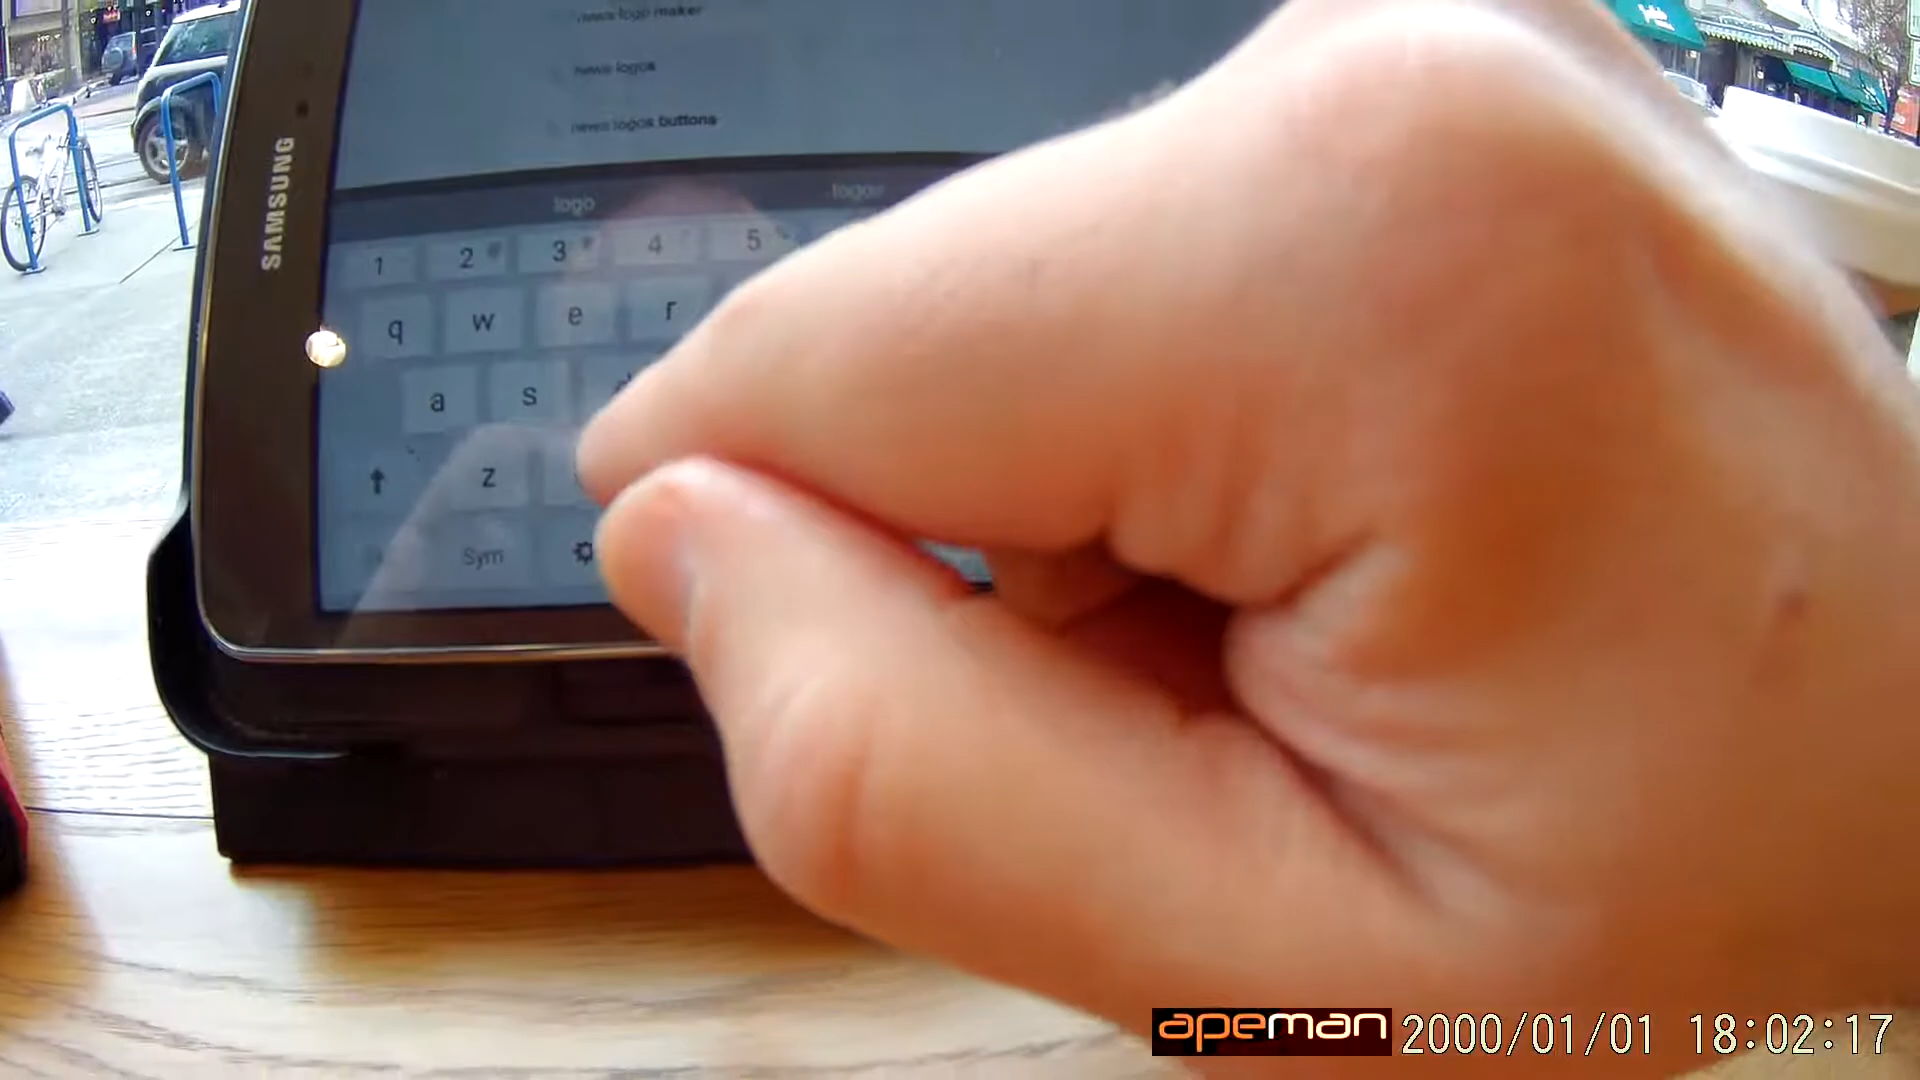 news logo maker
news logos
news logos buttons
SAMSUNG
logo logos
1 2 3 4 5
q w e r
a s d
z
Sym
apeman 2000/01/01 18:02:17